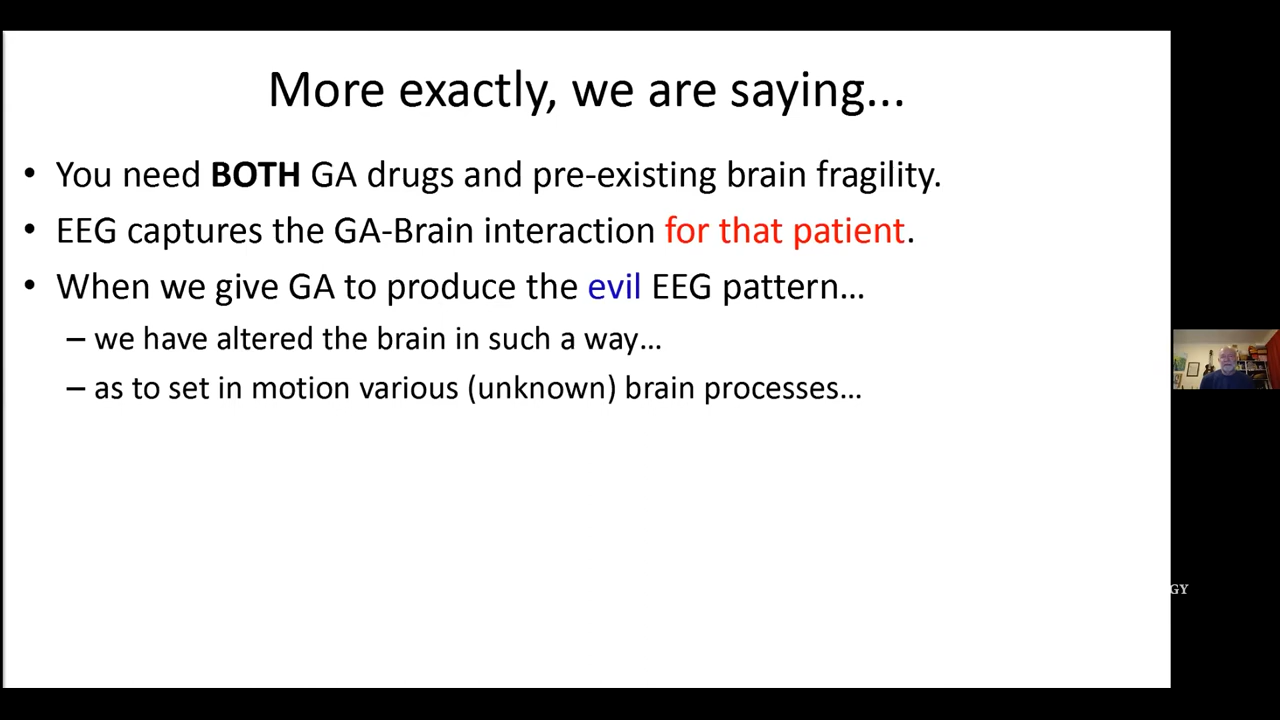 More exactly, we are saying...
• You need BOTH GA drugs and pre-existing brain fragility.
• EEG captures the GA-Brain interaction for that patient.
• When we give GA to produce the evil EEG pattern…
– we have altered the brain in such a way…
– as to set in motion various (unknown) brain processes…
GY